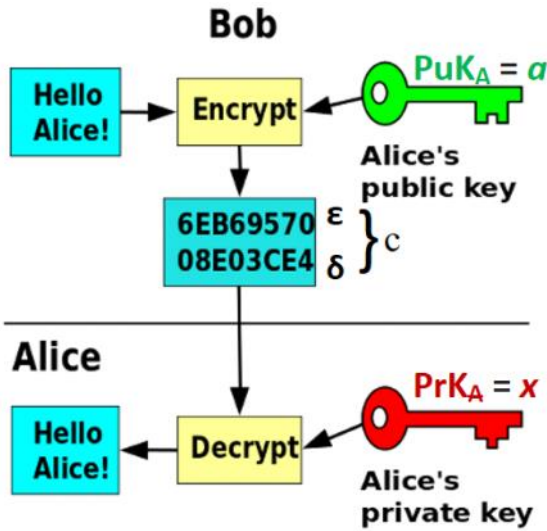 Bob
Hello
Alice!
Encrypt
PuKA = a
Alice's
public key
6EB69570 ε
08E03CE4 δ
} c
Alice
Hello
Alice!
Decrypt
PrKA = x
Alice's
private key